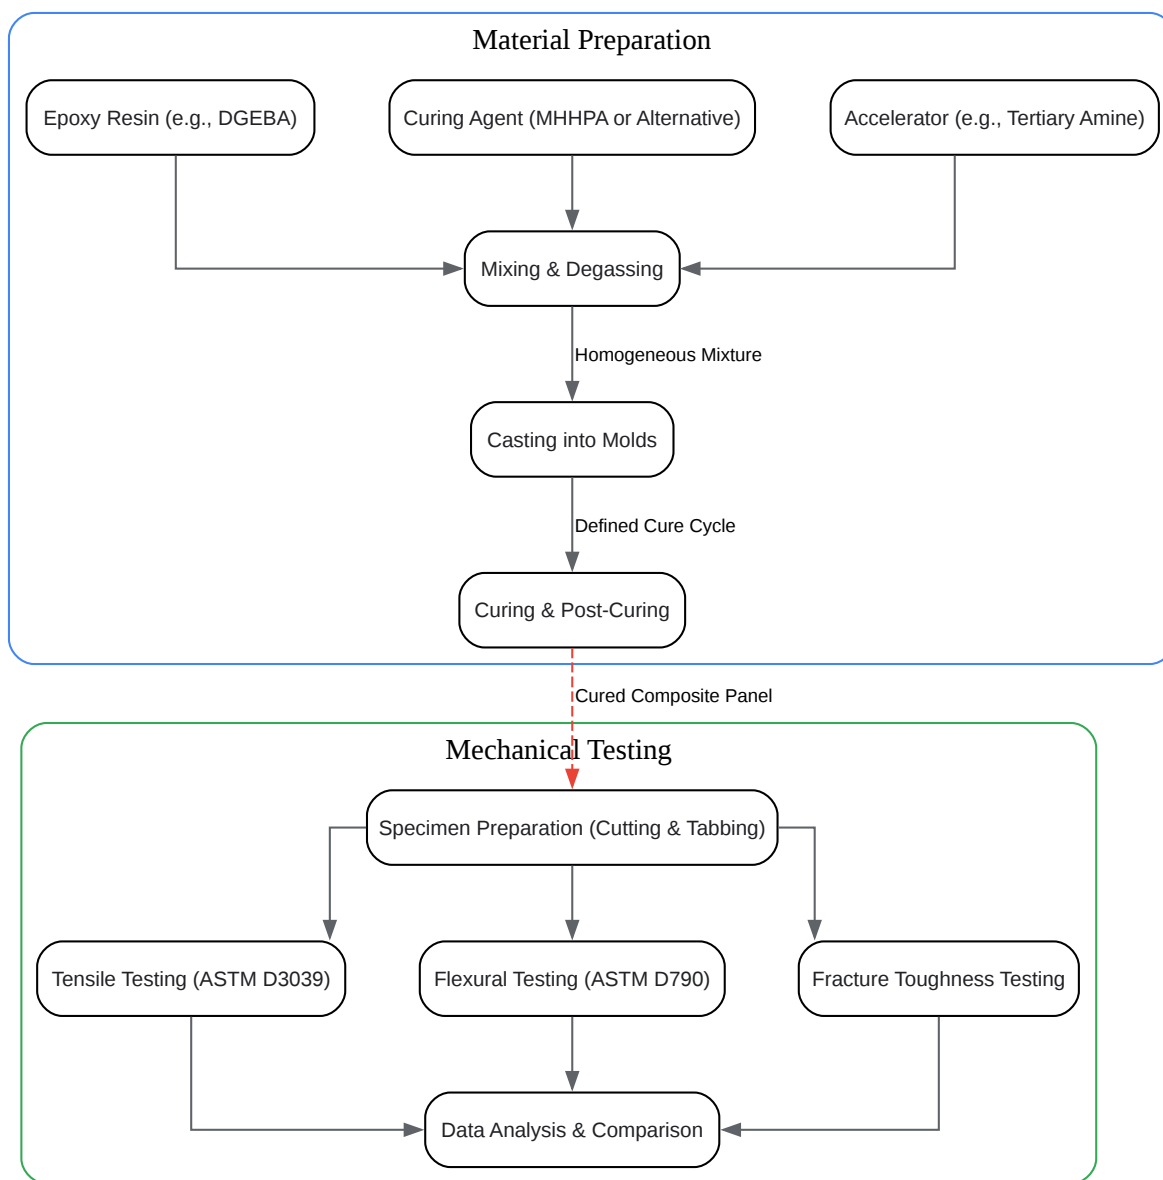 Material Preparation
Epoxy Resin (e.g., DGEBA)
Curing Agent (MHHPA or Alternative)
Accelerator (e.g., Tertiary Amine)
Mixing & Degassing
Homogeneous Mixture
Casting into Molds
Defined Cure Cycle
Curing & Post-Curing
Cured Composite Panel
Mechanical Testing
Specimen Preparation (Cutting & Tabbing)
Tensile Testing (ASTM D3039)
Flexural Testing (ASTM D790)
Fracture Toughness Testing
Data Analysis & Comparison